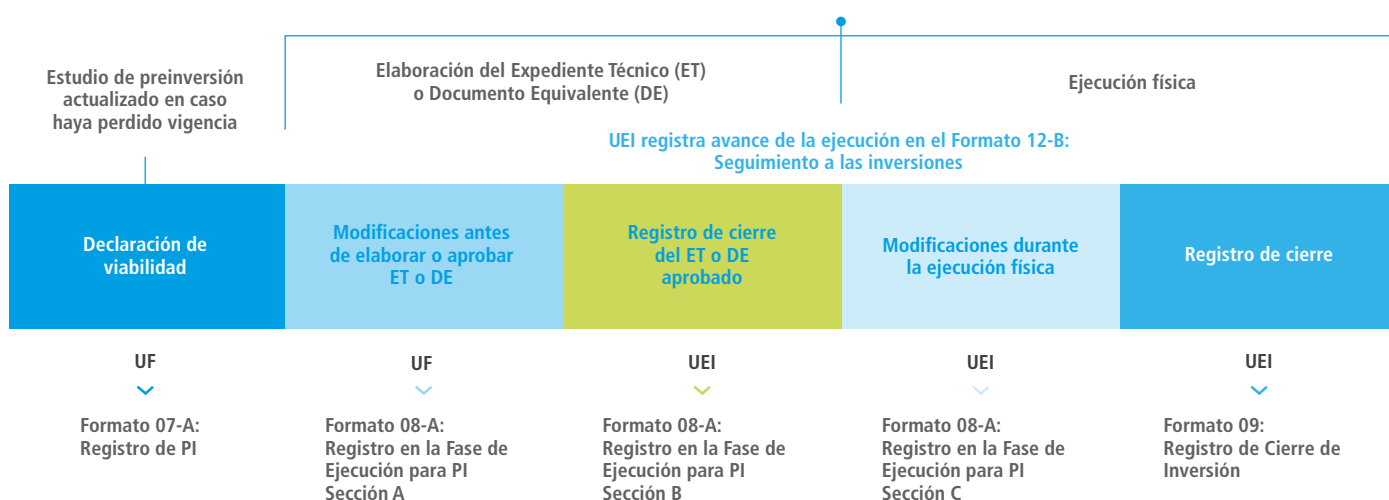 Estudio de preinversión
actualizado en caso
haya perdido vigencia
Elaboración del Expediente Técnico (ET)
o Documento Equivalente (DE)
Ejecución física
UEI registra avance de la ejecución en el Formato 12-B:
Seguimiento a las inversiones
Declaración de
viabilidad
Modificaciones antes
de elaborar o aprobar
ET o DE
Registro de cierre
del ET o DE
aprobado
Modificaciones durante
la ejecución física
Registro de cierre
UF
Formato 07-A:
Registro de PI
UF
Formato 08-A:
Registro en la Fase de
Ejecución para PI
Sección A
UEI
Formato 08-A:
Registro en la Fase de
Ejecución para PI
Sección B
UEI
Formato 08-A:
Registro en la Fase de
Ejecución para PI
Sección C
UEI
Formato 09:
Registro de Cierre de
Inversión